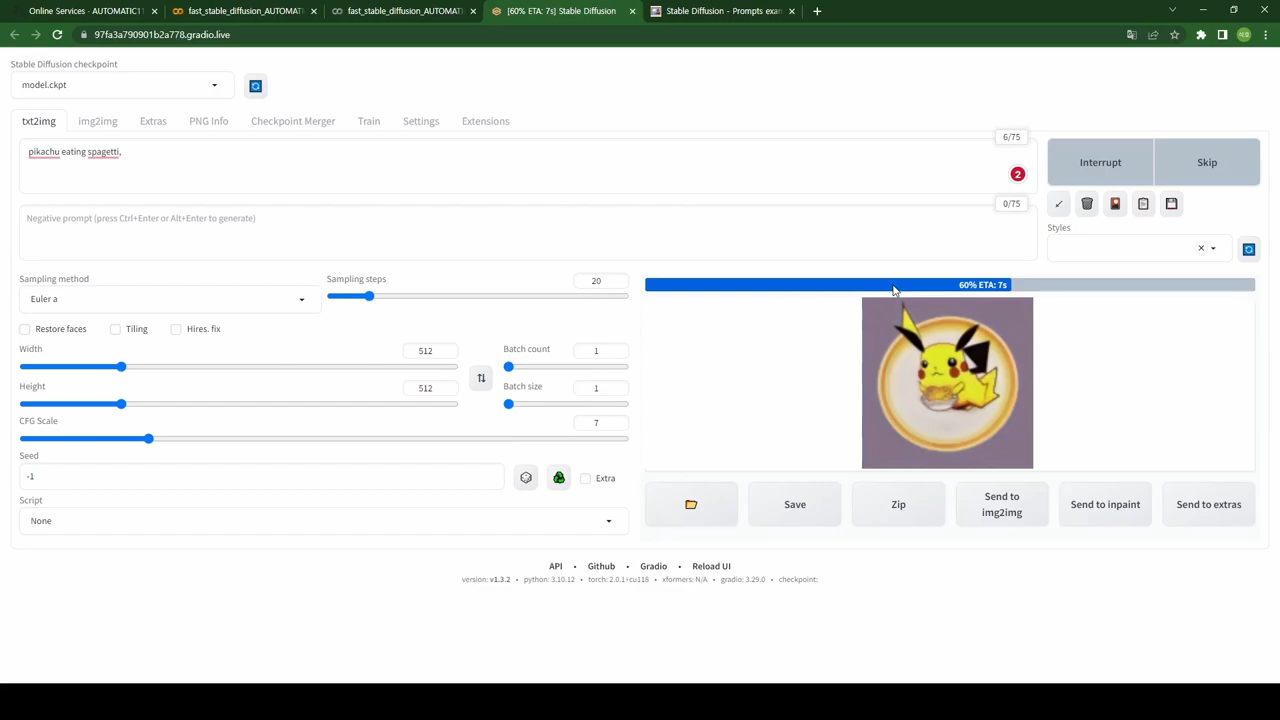 Online Services - AUTOMATIC11
fast_stable_diffusion_AUTOMATI
fast_stable_diffusion_AUTOMATI
[60% ETA: 7s] Stable Diffusion
Stable Diffusion - Prompts exam
97fa3a790901b2a778.gradio.live
Stable Diffusion checkpoint
model.ckpt
txt2img
img2img
Extras
PNG Info
Checkpoint Merger
Train
Settings
Extensions
6/75
pikachu eating spagetti,
2
Interrupt
Skip
0/75
Negative prompt (press Ctrl+Enter or Alt+Enter to generate)
Styles
Sampling method
Euler a
Sampling steps
20
60% ETA: 7s
Restore faces
Tiling
Hires. fix
Width
512
Height
512
Batch count
1
Batch size
1
CFG Scale
7
Seed
-1
Extra
Script
None
Save
Zip
Send to
img2img
Send to inpaint
Send to extras
API • Github • Gradio • Reload UI
version: v1.3.2 • python: 3.10.12 • torch: 2.0.1+cu118 • xformers: N/A • gradio: 3.29.0 • checkpoint: